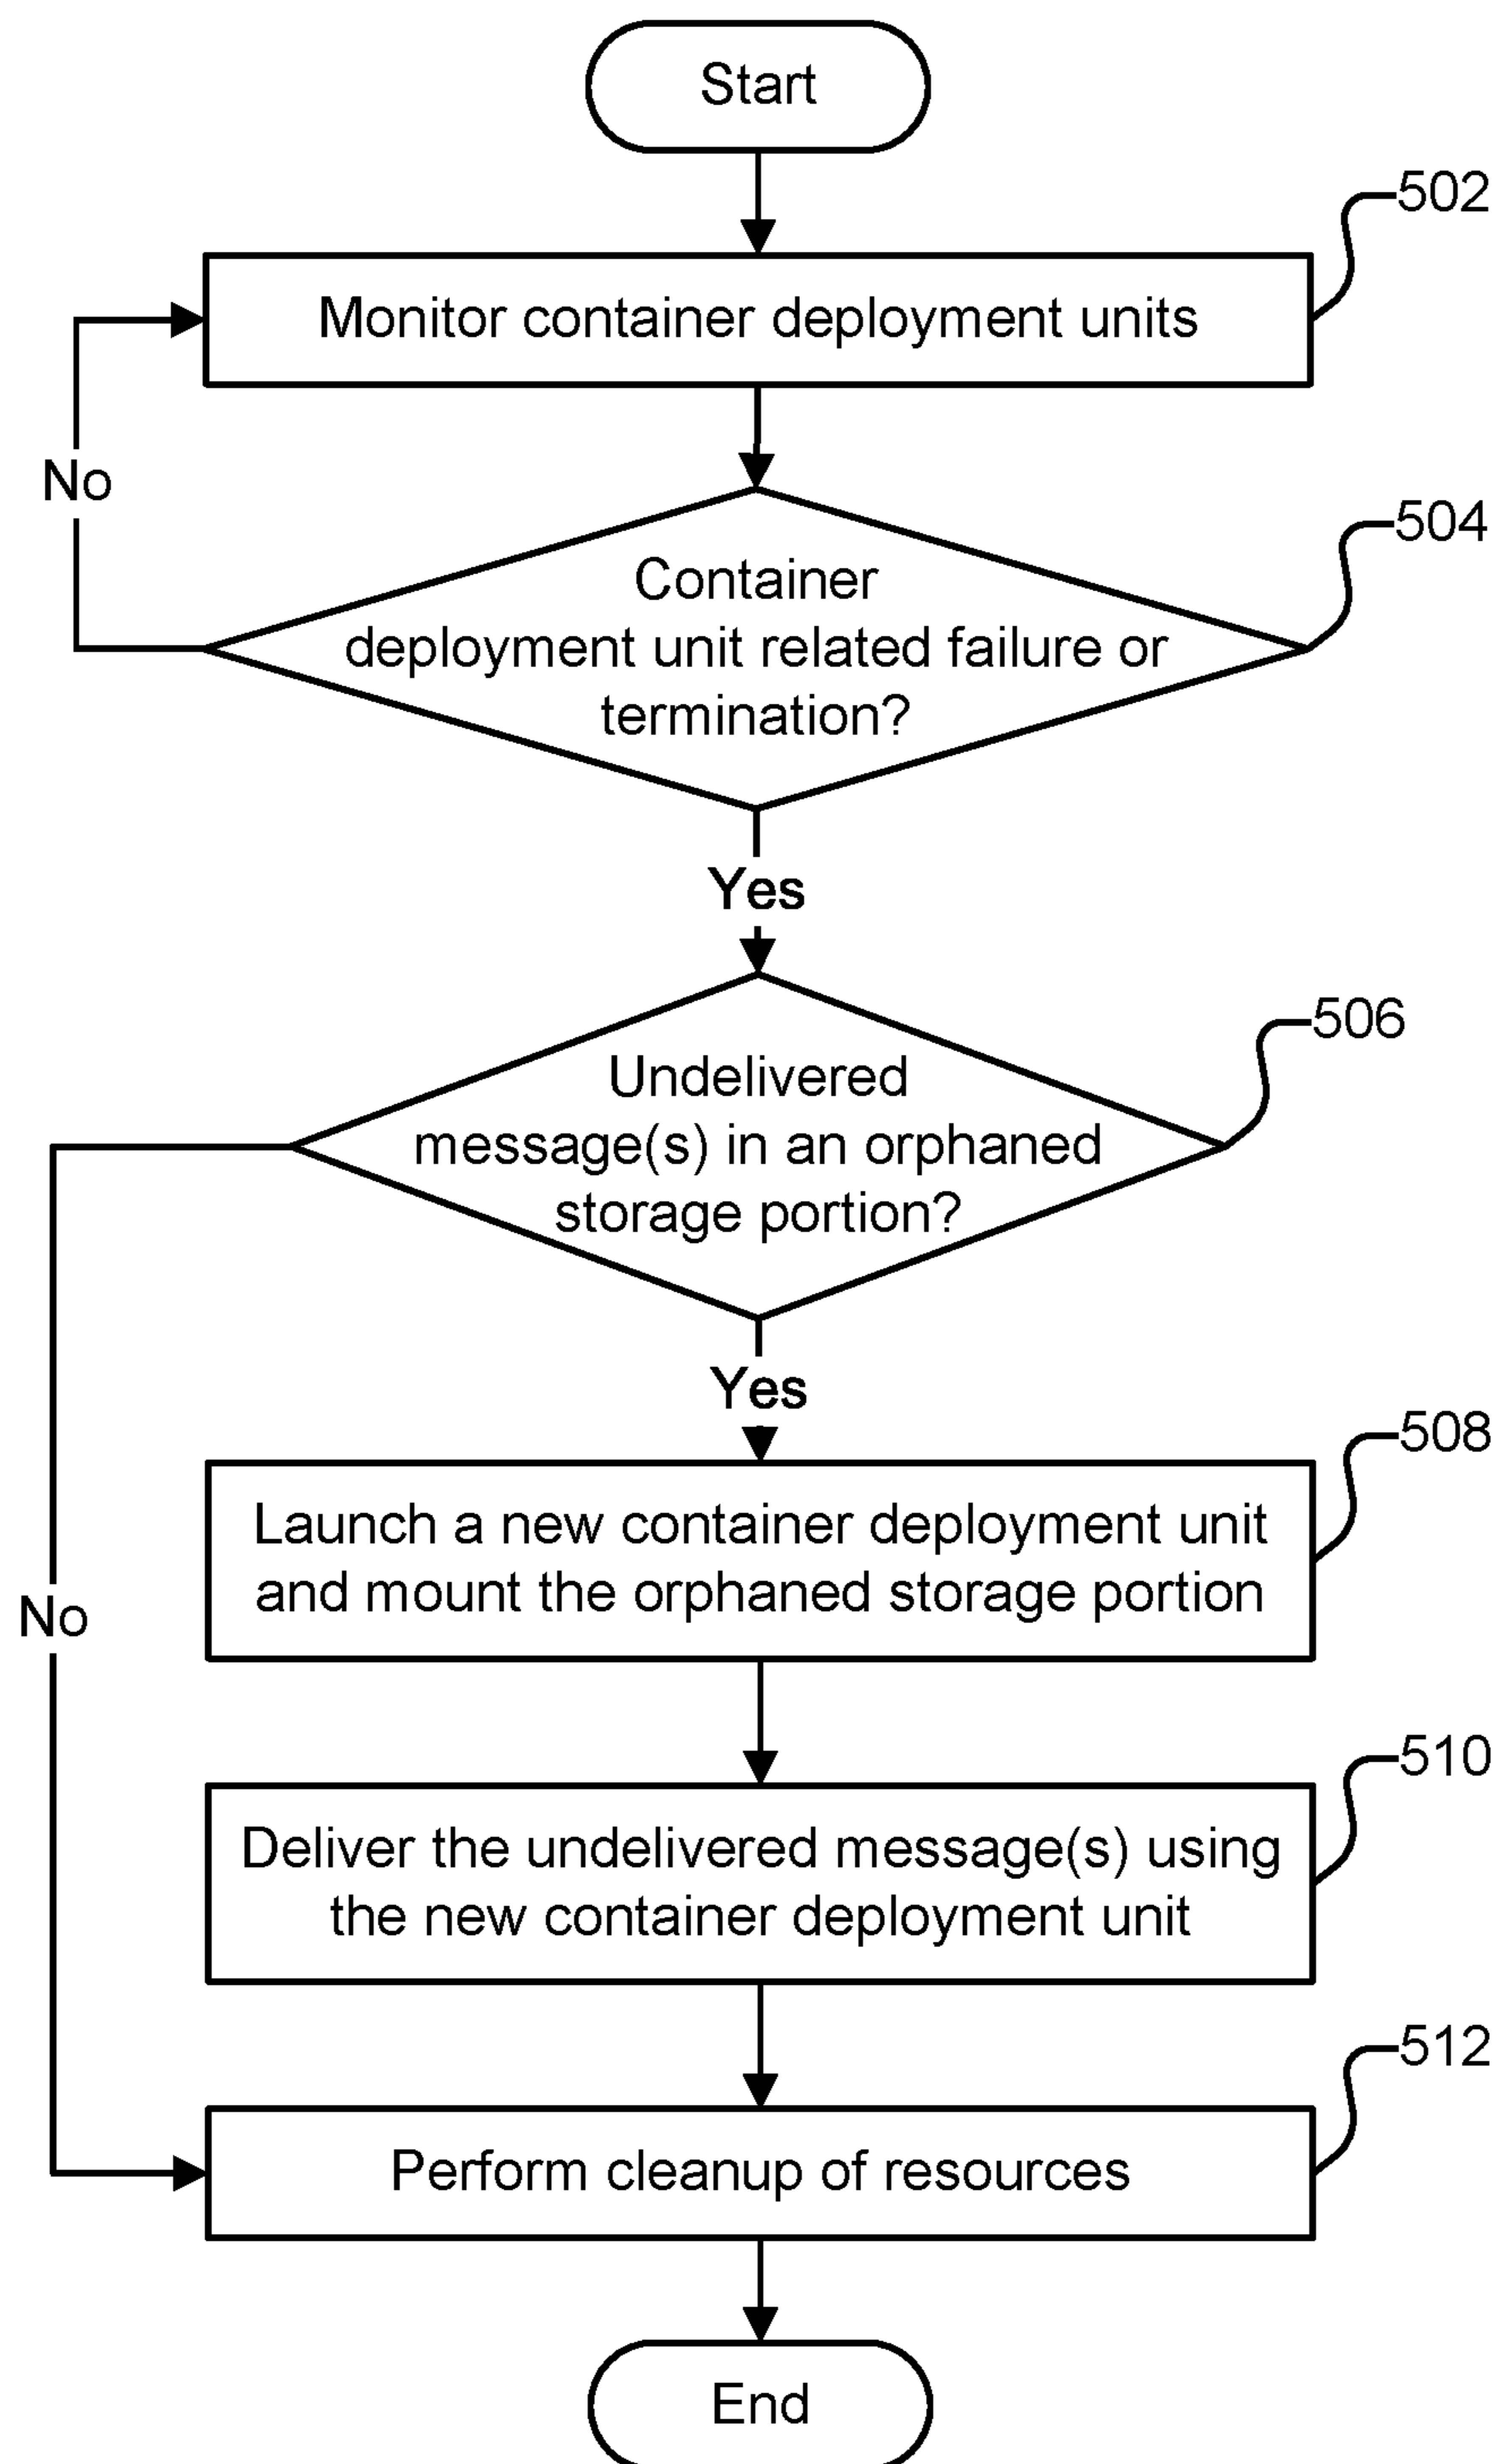 Start
502
Monitor container deployment units
No
504
Container
deployment unit related failure or
termination?
Yes
506
Undelivered
message(s) in an orphaned
storage portion?
Yes
508
Launch a new container deployment unit
and mount the orphaned storage portion
No
510
Deliver the undelivered message(s) using
the new container deployment unit
512
Perform cleanup of resources
End